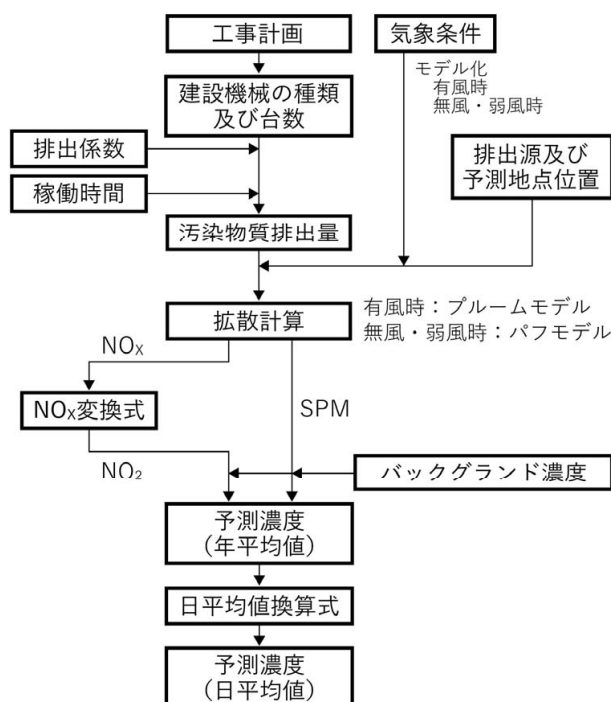 工事計画
気象条件
モデル化
有風時
無風・弱風時
建設機械の種類
及び台数
排出係数
稼働時間
排出源及び
予測地点位置
汚染物質排出量
拡散計算
有風時：プルームモデル
無風・弱風時：パフモデル
NOX
SPM
NOX変換式
NO2
バックグランド濃度
予測濃度
（年平均値）
日平均値換算式
予測濃度
（日平均値）